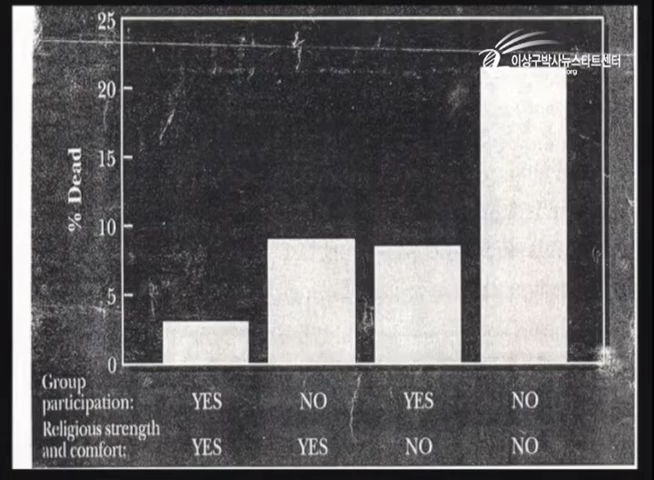 이상구박사뉴스타트센터
25
20
15
10
5
0
% Dead
Group
participation: YES NO YES NO
Religious strength
and comfort: YES YES NO NO